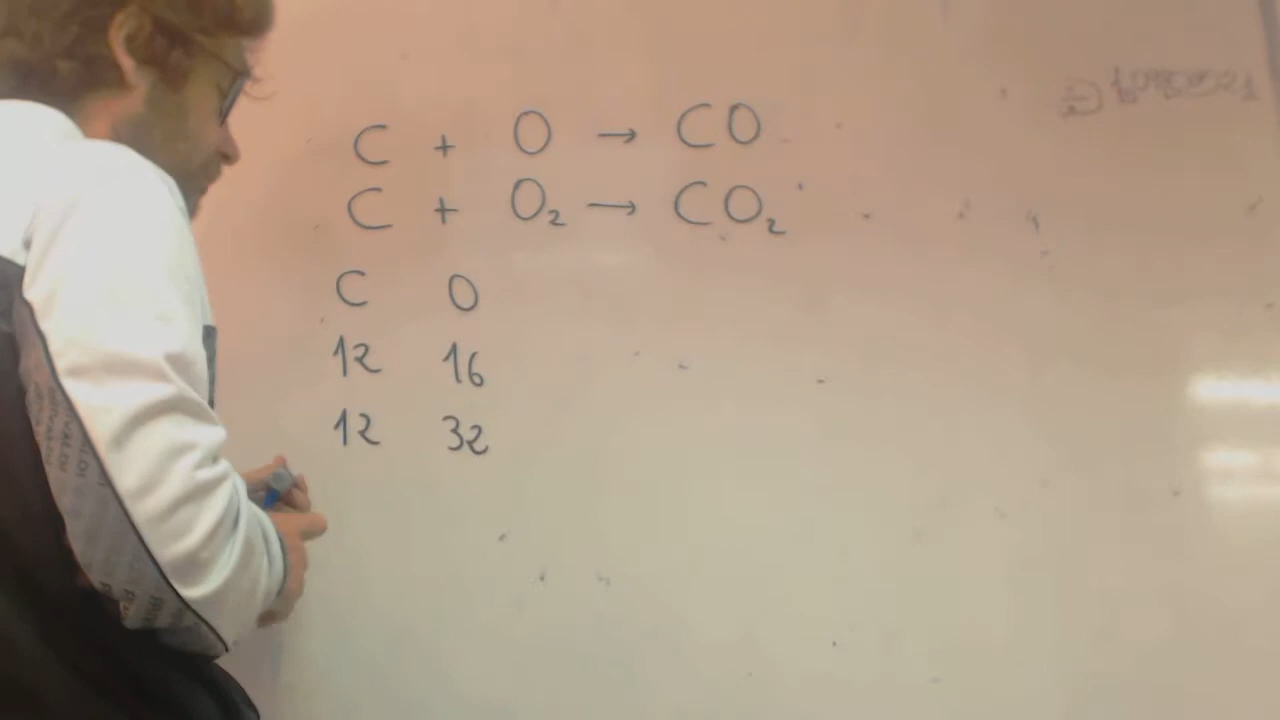 C + O → CO
C + O₂ → CO₂
C O
12 16
12 32